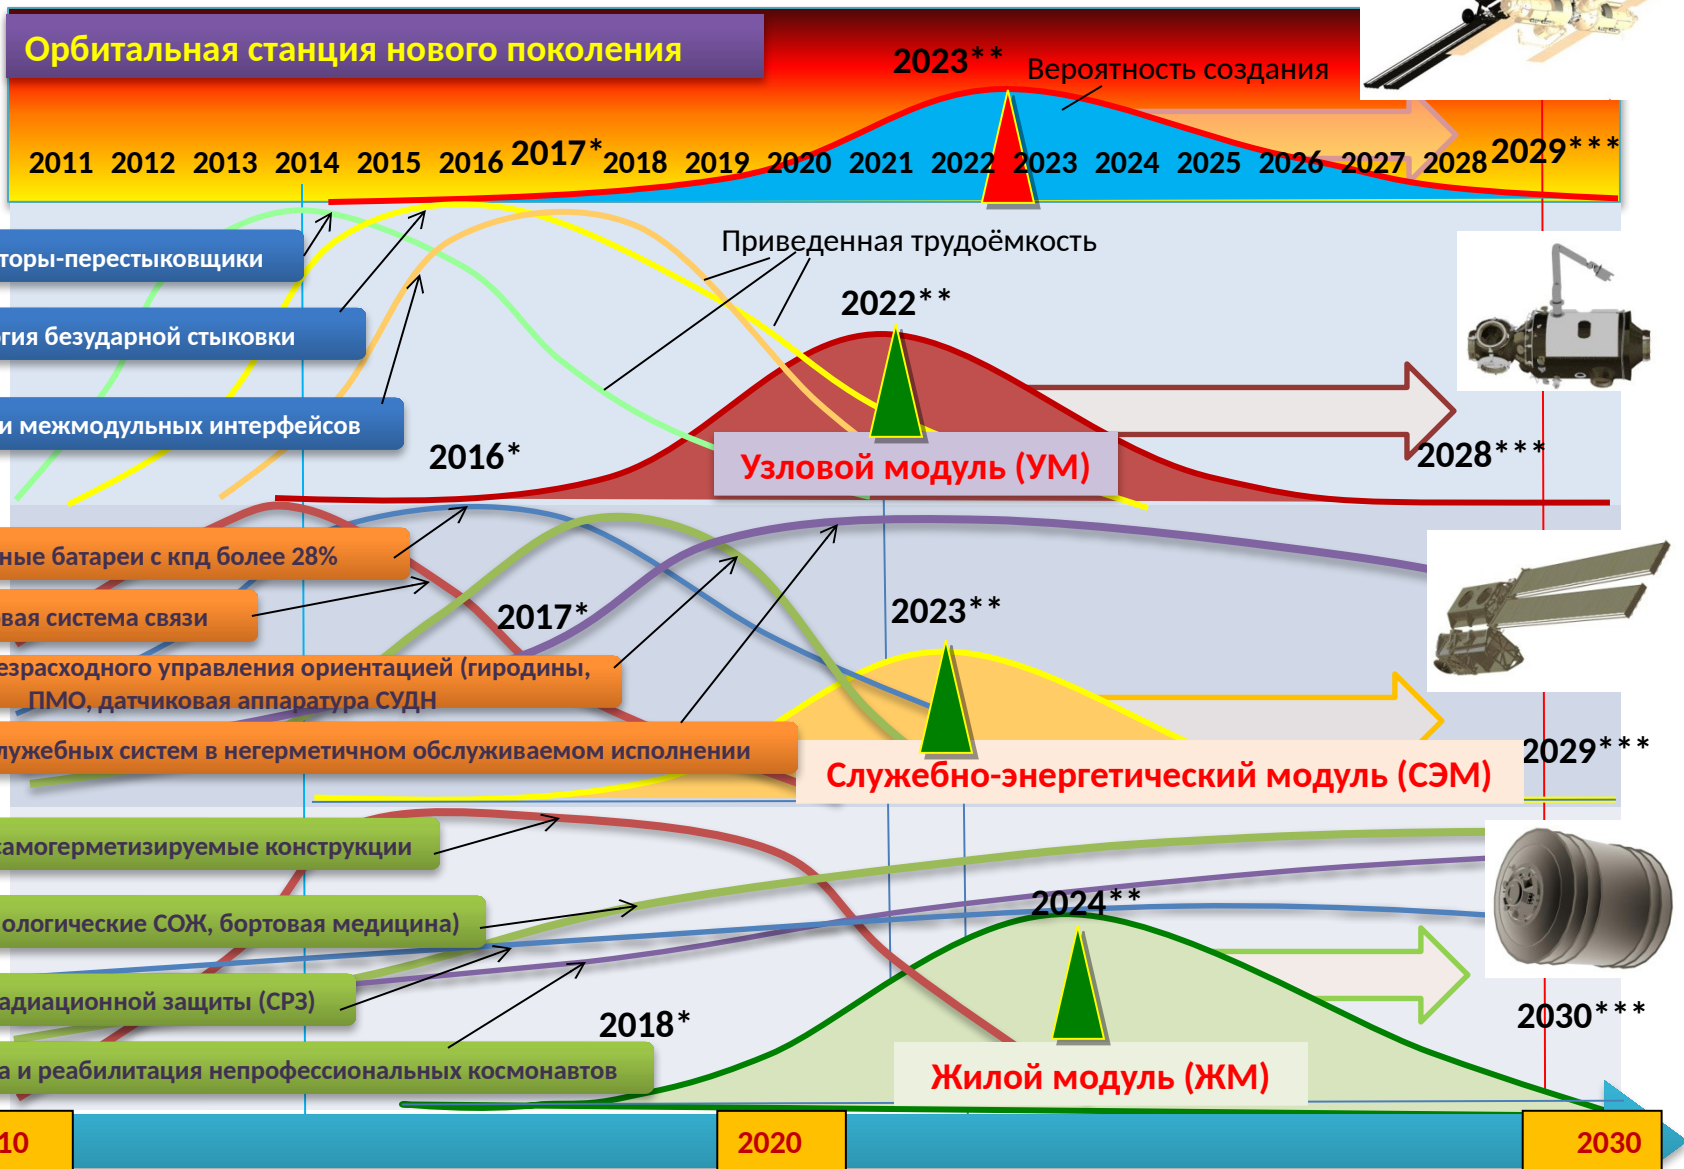 Орбитальная станция нового поколения
2023**
Вероятность создания
2011 2012 2013 2014 2015 2016 2017* 2018 2019 2020 2021 2022 2023 2024 2025 2026 2027 2028 2029***
Приведенная трудоёмкость
торы-перестыковщики
2022**
гия безударной стыковки
и межмодульных интерфейсов
2016*
Узловой модуль (УМ)
2028***
ные батареи с кпд более 28%
вая система связи
2017*
2023**
езрасходного управления ориентацией (гиродины,
ПМО, датчиковая аппаратура СУДН
лужебных систем в негерметичном обслуживаемом исполнении
2029***
Служебно-энергетический модуль (СЭМ)
самогерметизируемые конструкции
2024**
ологические СОЖ, бортовая медицина)
адиационной защиты (СРЗ)
2018*
2030***
а и реабилитация непрофессиональных космонавтов
Жилой модуль (ЖМ)
10
2020
2030